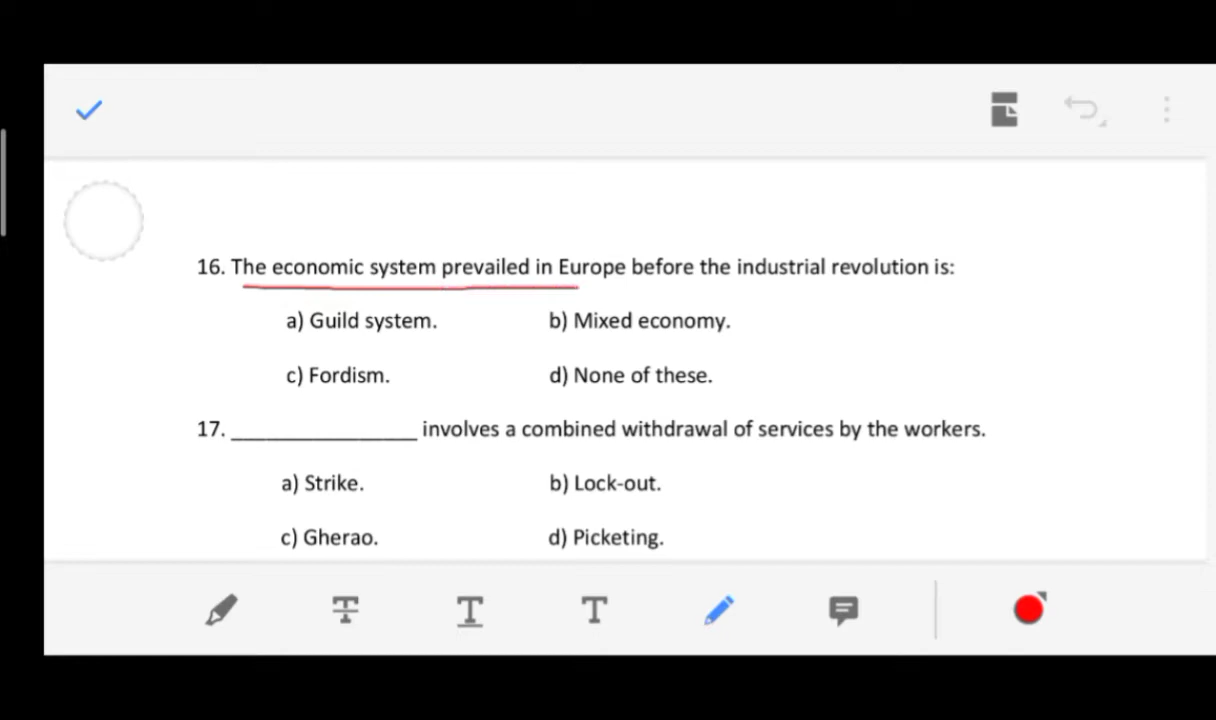 16. The economic system prevailed in Europe before the industrial revolution is:
a) Guild system. b) Mixed economy.
c) Fordism. d) None of these.
17. _______________ involves a combined withdrawal of services by the workers.
a) Strike. b) Lock-out.
c) Gherao. d) Picketing.